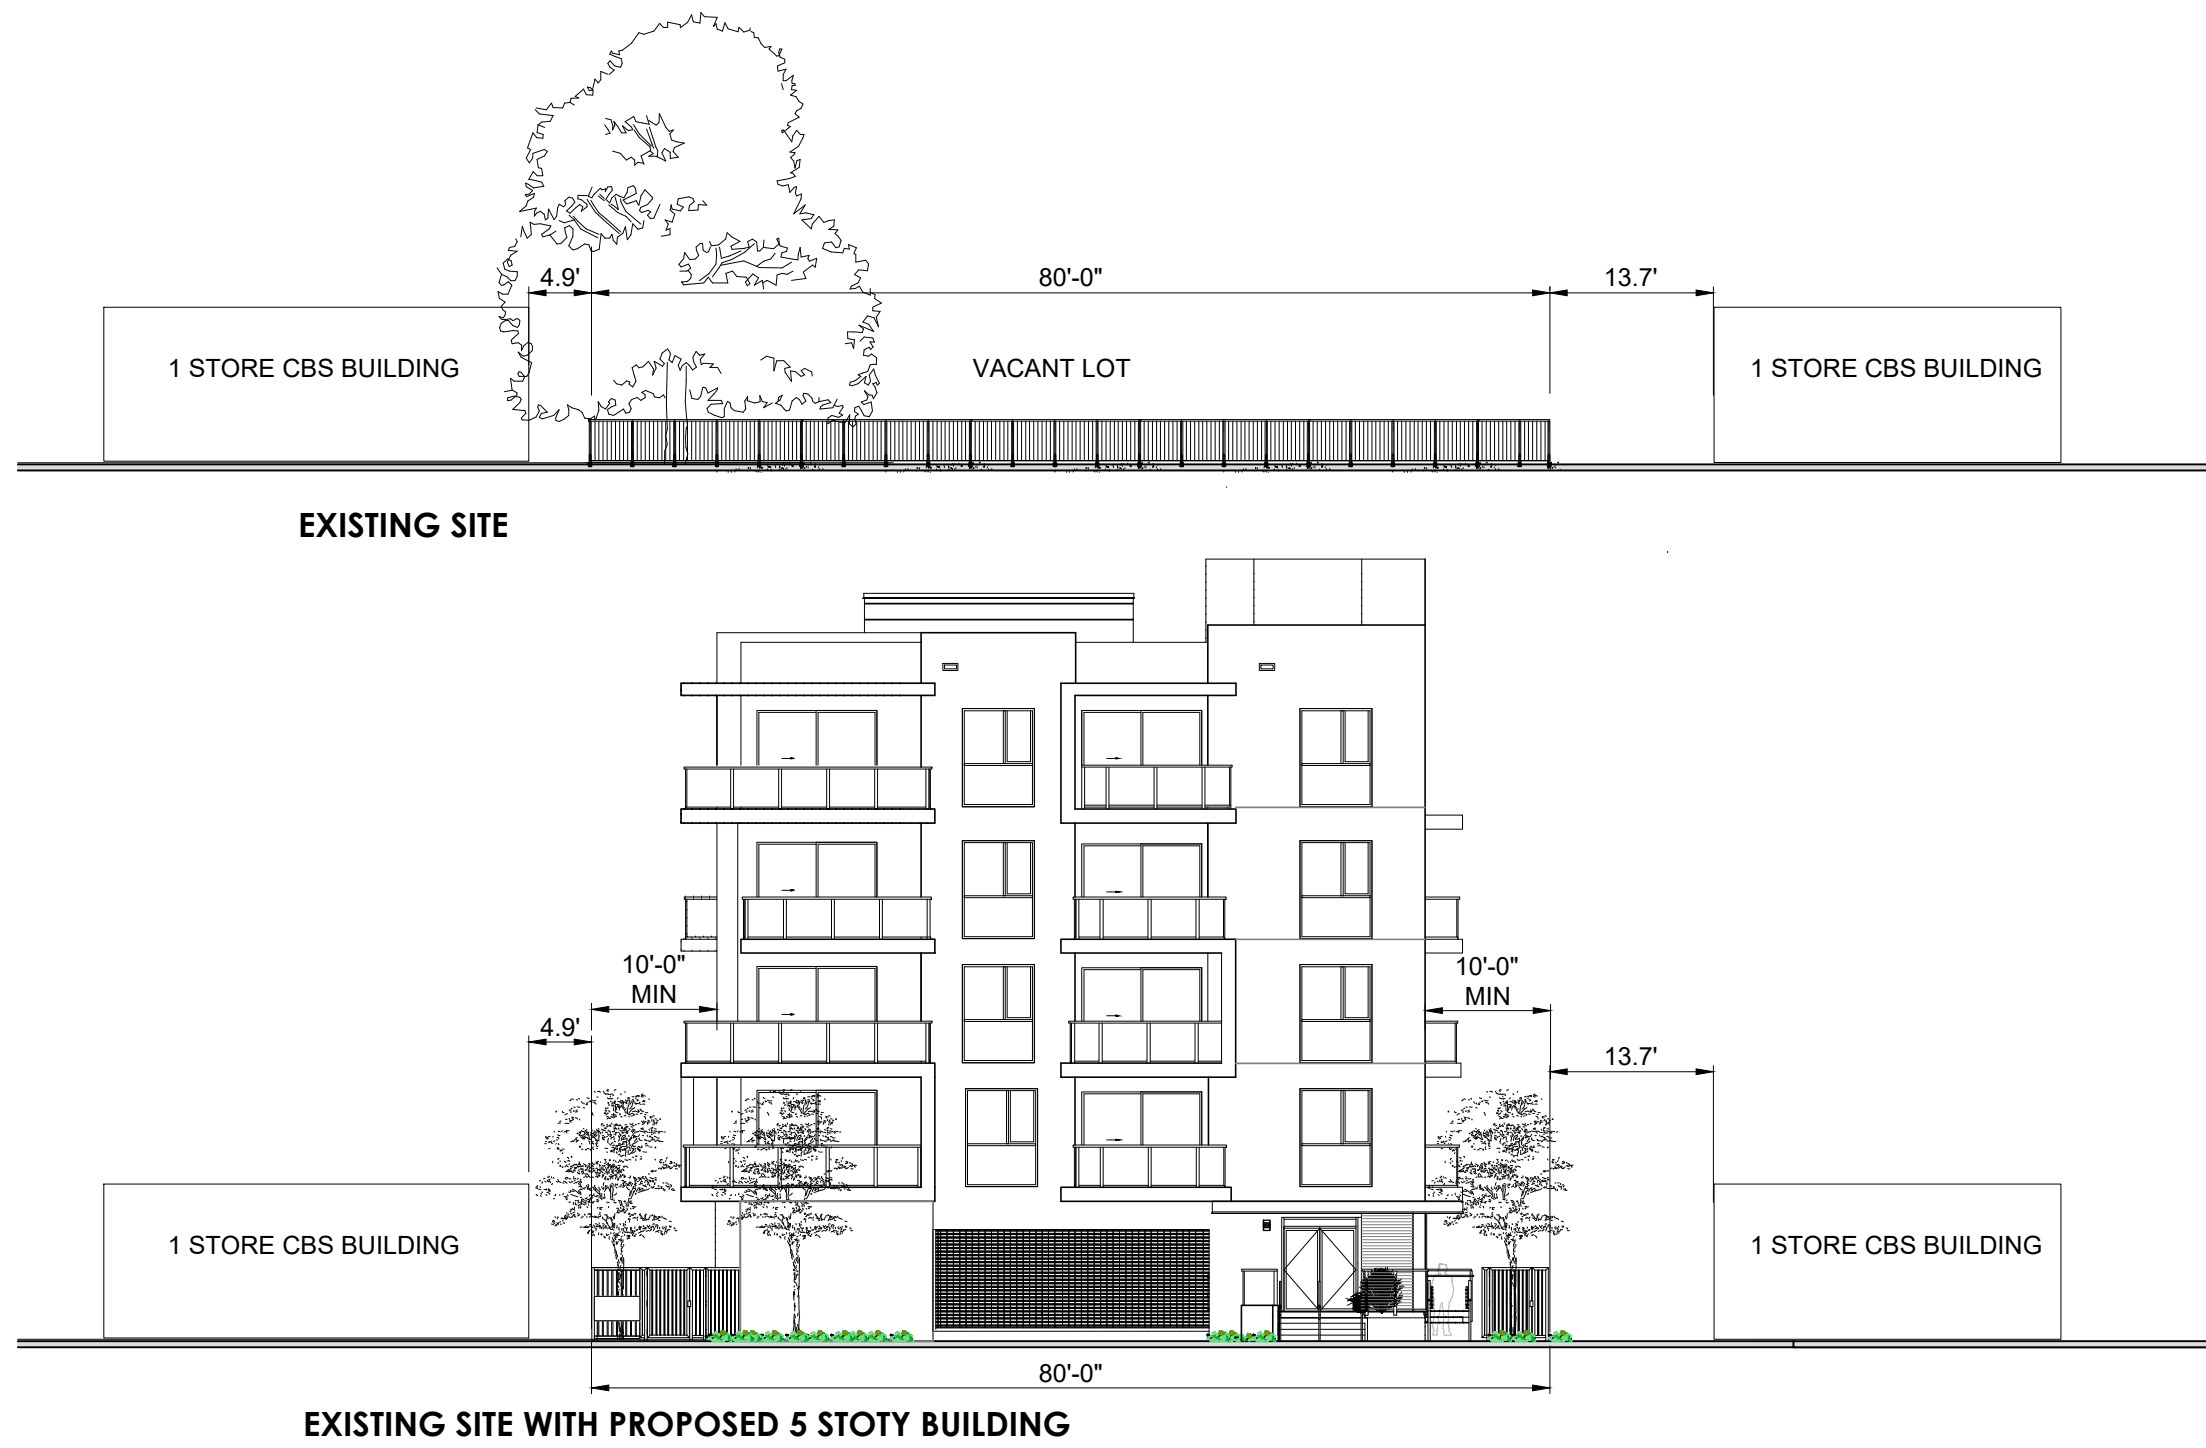 4.9'
80'-0"
13.7'
1 STORE CBS BUILDING
VACANT LOT
1 STORE CBS BUILDING
EXISTING SITE
10'-0"
MIN
10'-0"
MIN
4.9'
13.7'
1 STORE CBS BUILDING
1 STORE CBS BUILDING
80'-0"
EXISTING SITE WITH PROPOSED 5 STOTY BUILDING